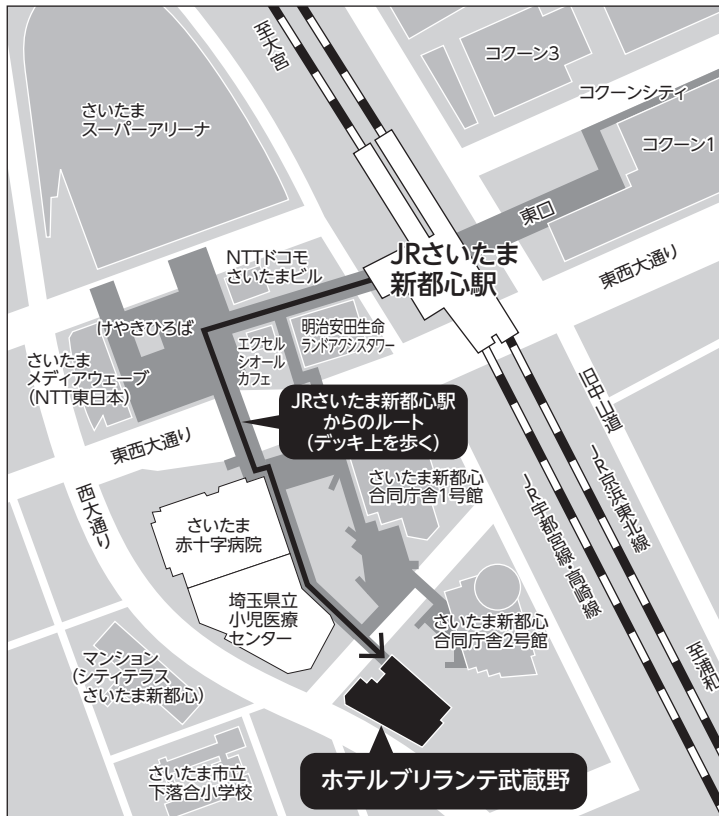 至大宮
コクーン3
コクーンシティ
コクーン1
さいたま
スーパーアリーナ
東口
JRさいたま
新都心駅
東西大通り
NTTドコモ
さいたまビル
けやきひろば
明治安田生命
ランドアクシスタワー
エクセル
シオール
カフェ
さいたま
メディアウェーブ
(NTT東日本)
JRさいたま新都心駅
からのルート
(デッキ上を歩く)
旧中山道
東西大通り
西大通り
さいたま新都心
合同庁舎1号館
JR京浜東北線
JR宇都宮線・高崎線
さいたま
赤十字病院
埼玉県立
小児医療
センター
さいたま新都心
合同庁舎2号館
至浦和
マンション
(シティテラス
さいたま新都心)
さいたま市立
下落合小学校
ホテルブリランテ武蔵野